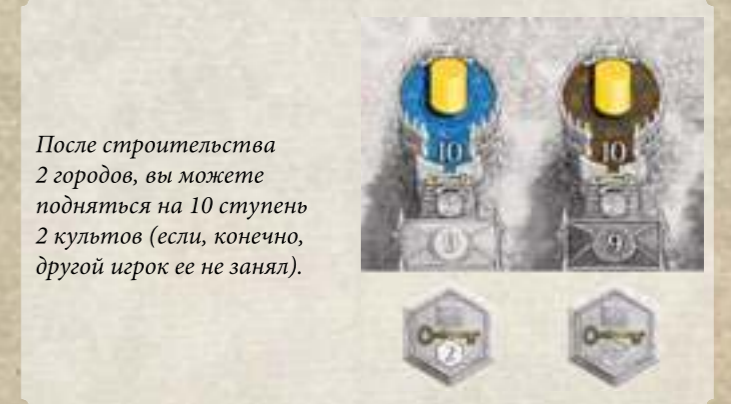 После строительства
2 городов, вы можете
подняться на 10 ступень
2 культов (если, конечно,
другой игрок ее не занял).
10 10
9
2